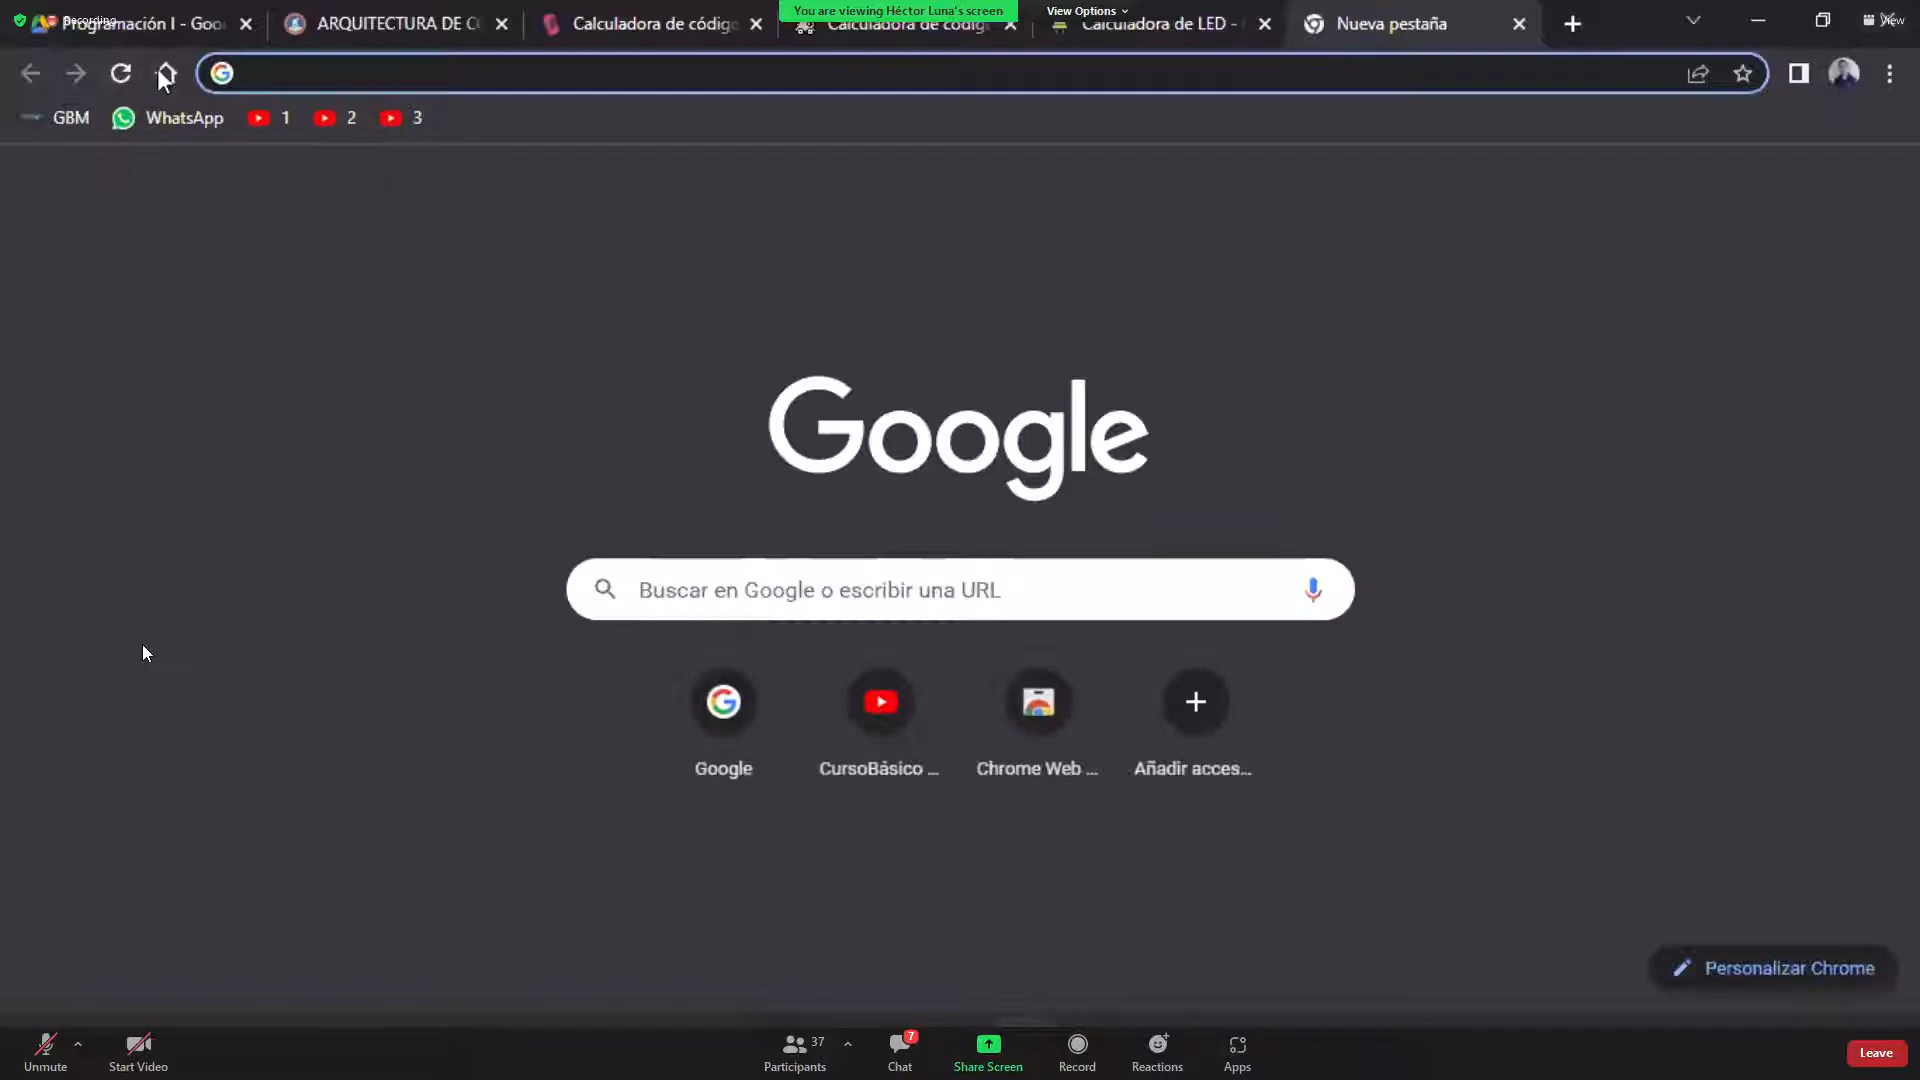 Recording
You are viewing Héctor Luna's screen
View Options
View
Programación I - Goo
ARQUITECTURA DE C
Calculadora de código
Calculadora de códig
Calculadora de LED -
Nueva pestaña
GBM
WhatsApp
1
2
3
Google
Buscar en Google o escribir una URL
Google
CursoBásico ...
Chrome Web ...
Añadir acces...
Personalizar Chrome
Unmute
Start Video
37
Participants
7
Chat
Share Screen
Record
Reactions
Apps
Leave